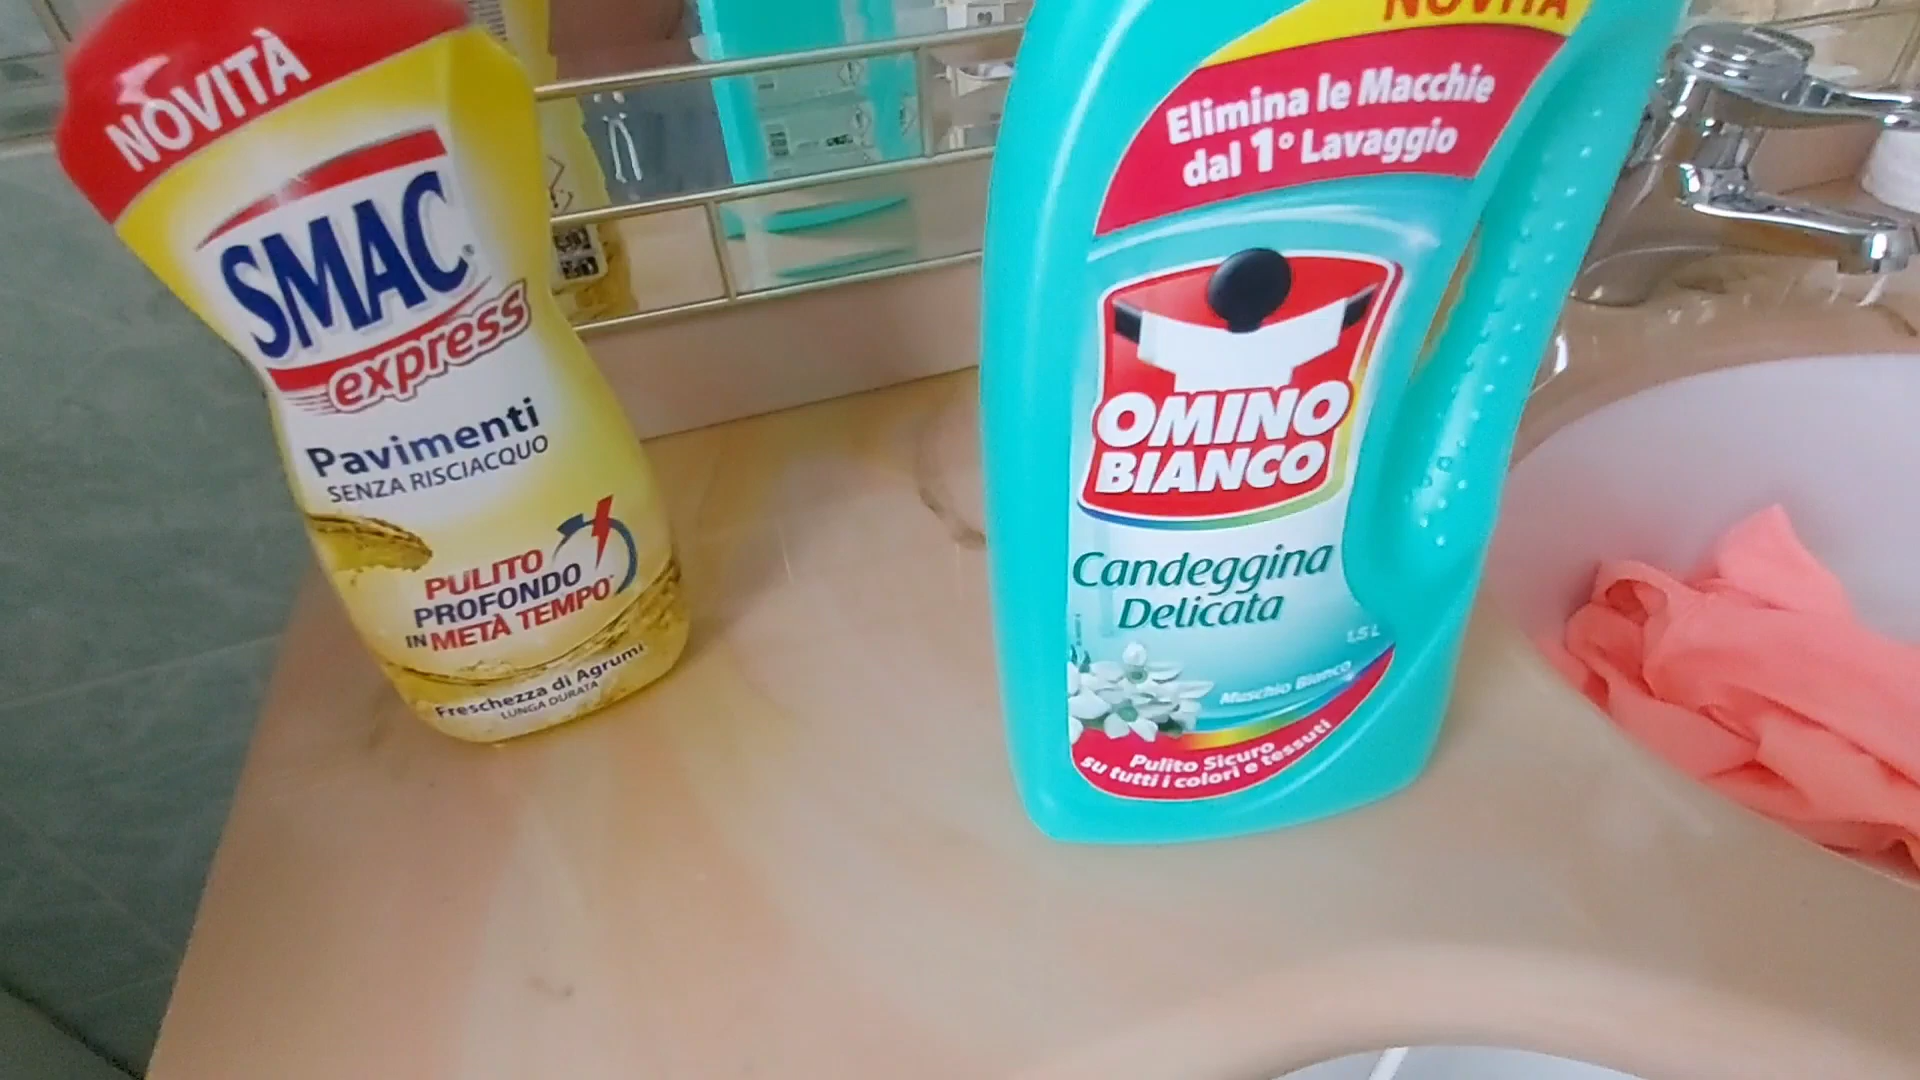 NOVITÀ
SMAC
express
Pavimenti
SENZA RISCIACQUO
PULITO
PROFONDO
IN METÀ TEMPO
Freschezza di Agrumi
LUNGA DURATA
NOVITÀ
Elimina le Macchie
dal 1° Lavaggio
OMINO
BIANCO
Candeggina
Delicata
1,5 L
Muschio Bianco
Pulito Sicuro
su tutti i colori e tessuti